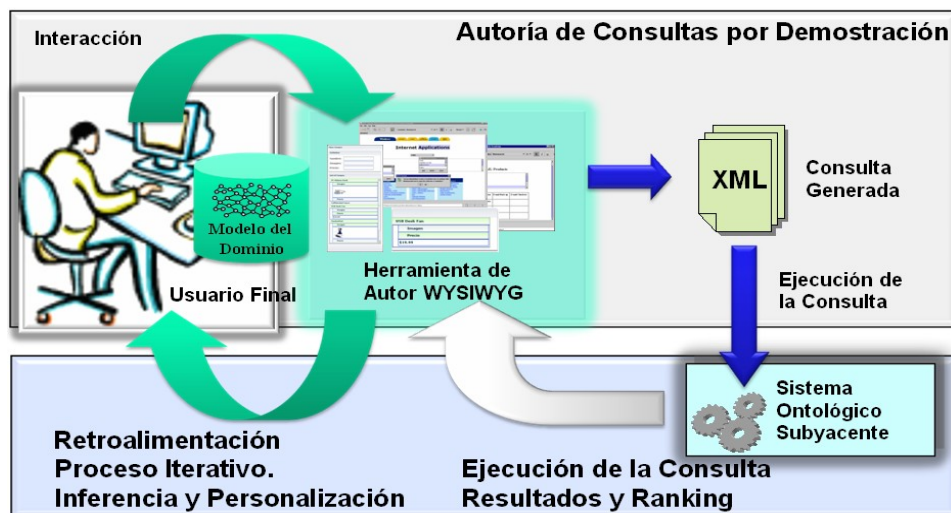 Interacción
Autoría de Consultas por Demostración
Internet Applications
XML
Consulta
Generada
Modelo del
Dominio
Usuario Final
Herramienta de
Autor WYSIWYG
Ejecución de
la Consulta
Sistema
Ontológico
Subyacente
Retroalimentación
Proceso Iterativo.
Inferencia y Personalización
Ejecución de la Consulta
Resultados y Ranking